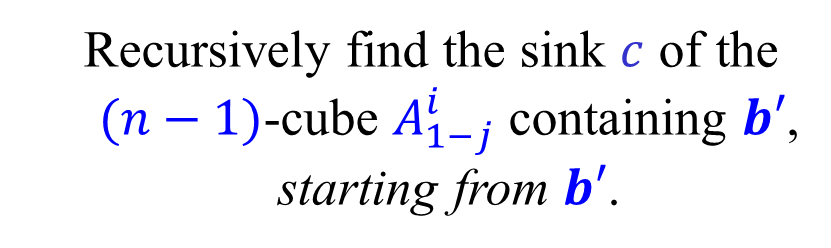 Recursively find the sink c of the
(n − 1)-cube A^i_{1−j} containing b′,
starting from b′.